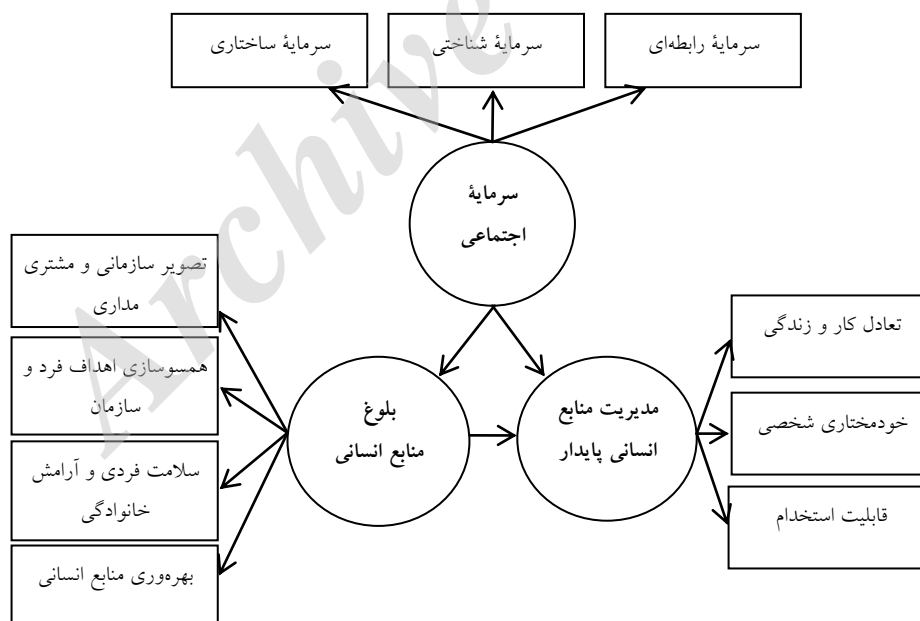 سرمایهٔ رابطه‌ای
سرمایهٔ شناختی
سرمایهٔ ساختاری
سرمایهٔ
اجتماعی
تصویر سازمانی و مشتری
مداری
همسوسازی اهداف فرد و
سازمان
سلامت فردی و آرامش
خانوادگی
بهره‌وری منابع انسانی
بلوغ
منابع انسانی
مدیریت منابع
انسانی پایدار
تعادل کار و زندگی
خودمختاری شخصی
قابلیت استخدام
Archive